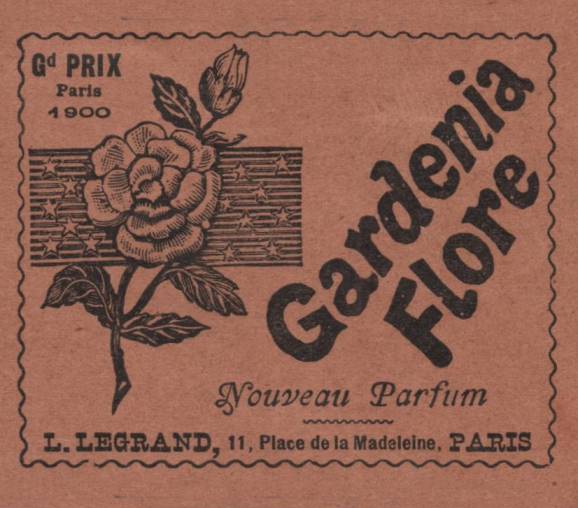 Gd PRIX
Paris
1900
Gardenia
Flore
Nouveau Parfum
L. LEGRAND, 11, Place de la Madeleine, PARIS